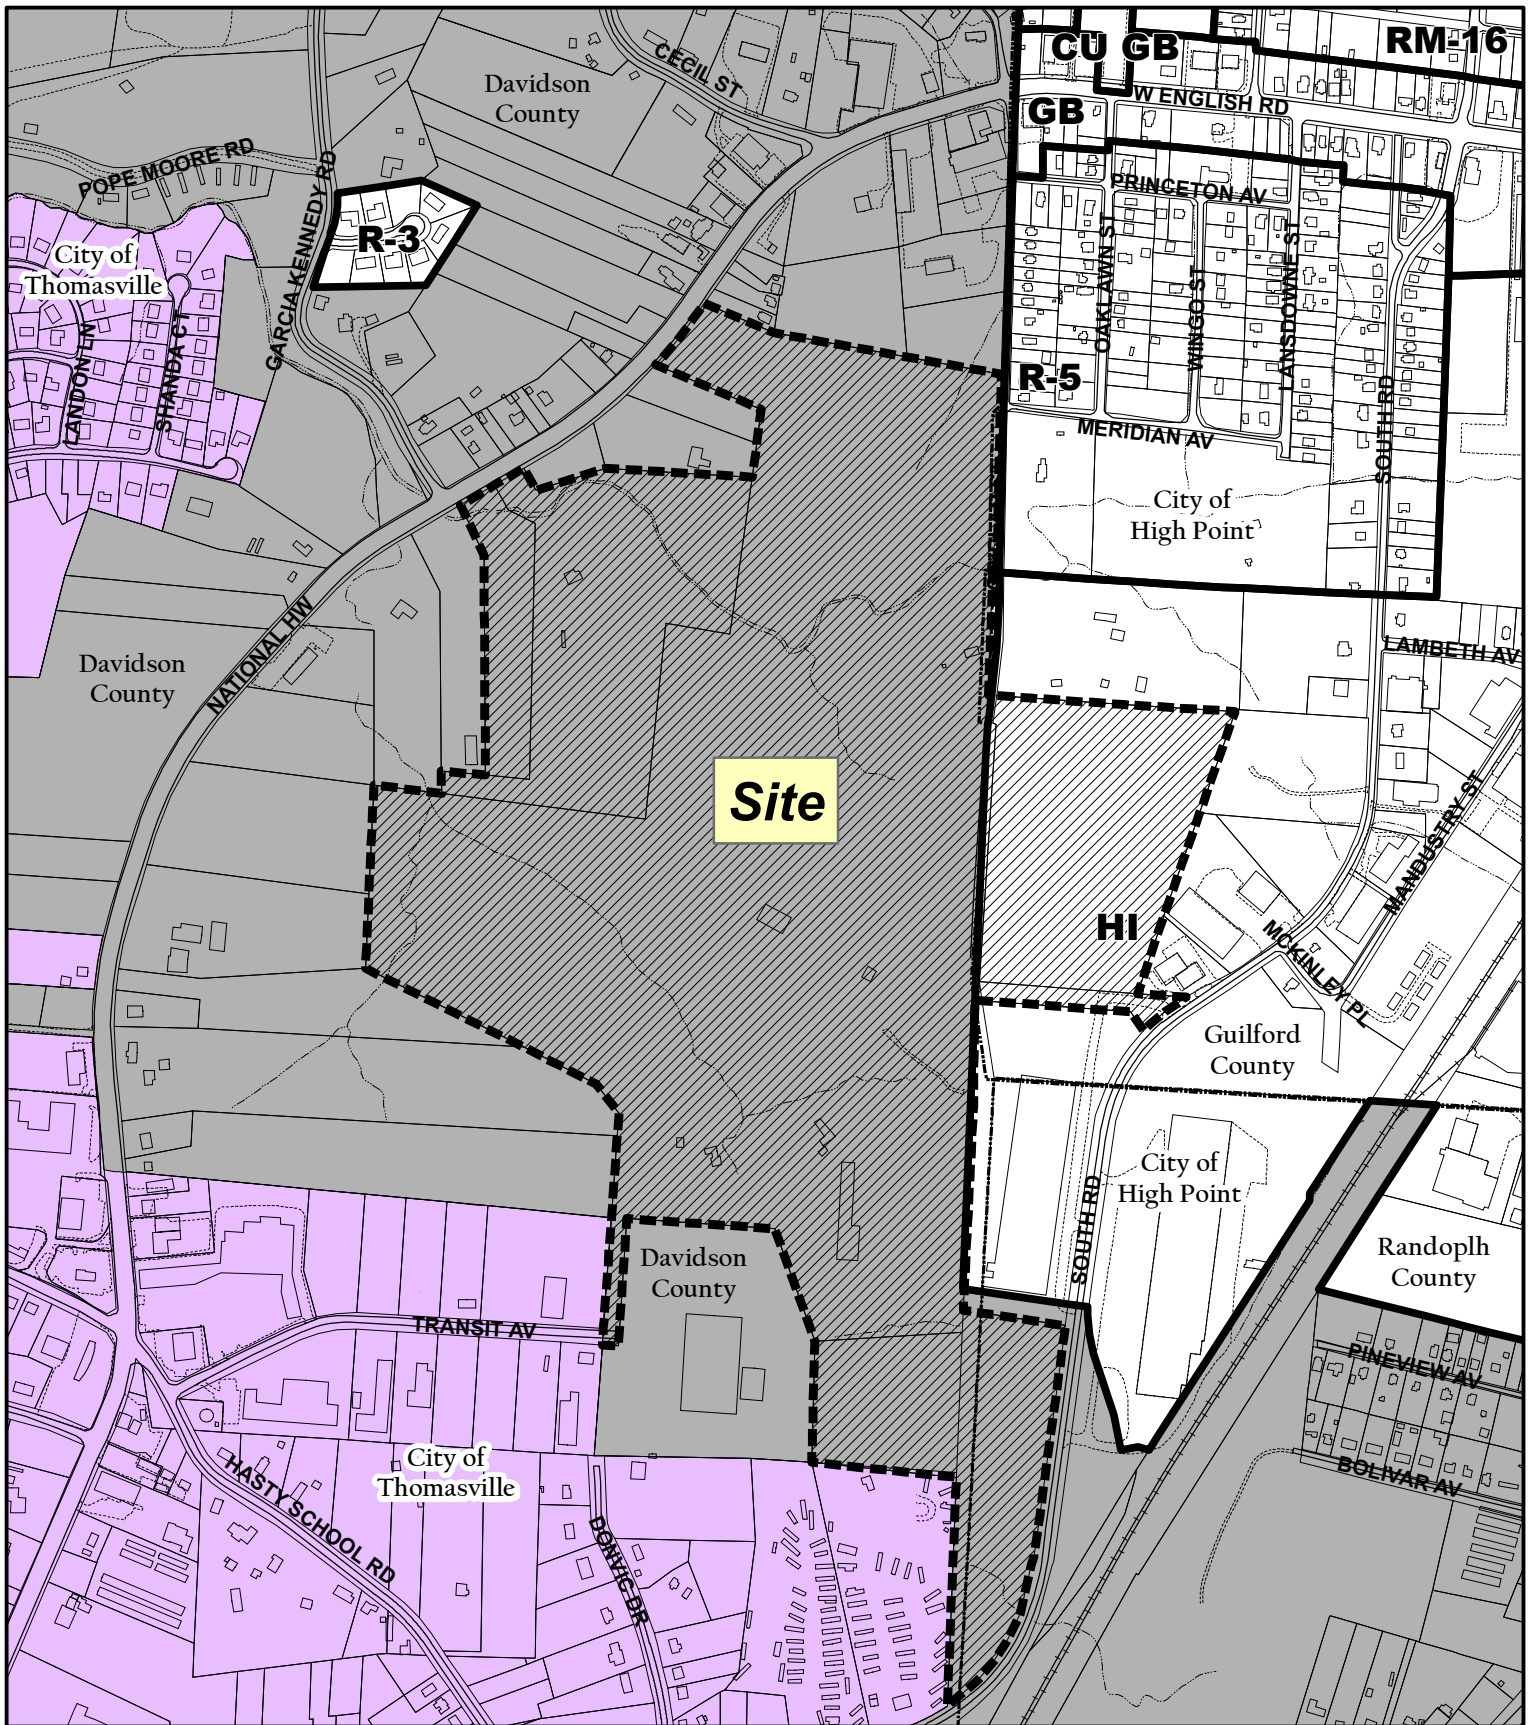 CU GB
RM-16
CECIL ST
Davidson
County
W ENGLISH RD
GB
POPE MOORE RD
PRINCETON AV
GARCIA KENNEDY RD
R-3
City of
Thomasville
OAKLAWN ST
WINGO ST
LANSDOWNE ST
LANDON LN
SHANDA CT
R-5
SOUTH RD
MERIDIAN AV
City of
High Point
NATIONAL HW
Davidson
County
LAMBETH AV
Site
MANDUSTRY ST
HI
MCKINLEY PL
Guilford
County
City of
High Point
SOUTH RD
Davidson
County
Randoplh
County
TRANSIT AV
PINEVIEW AV
City of
Thomasville
HASTY SCHOOL RD
BOLIVAR AV
DONVIC DR